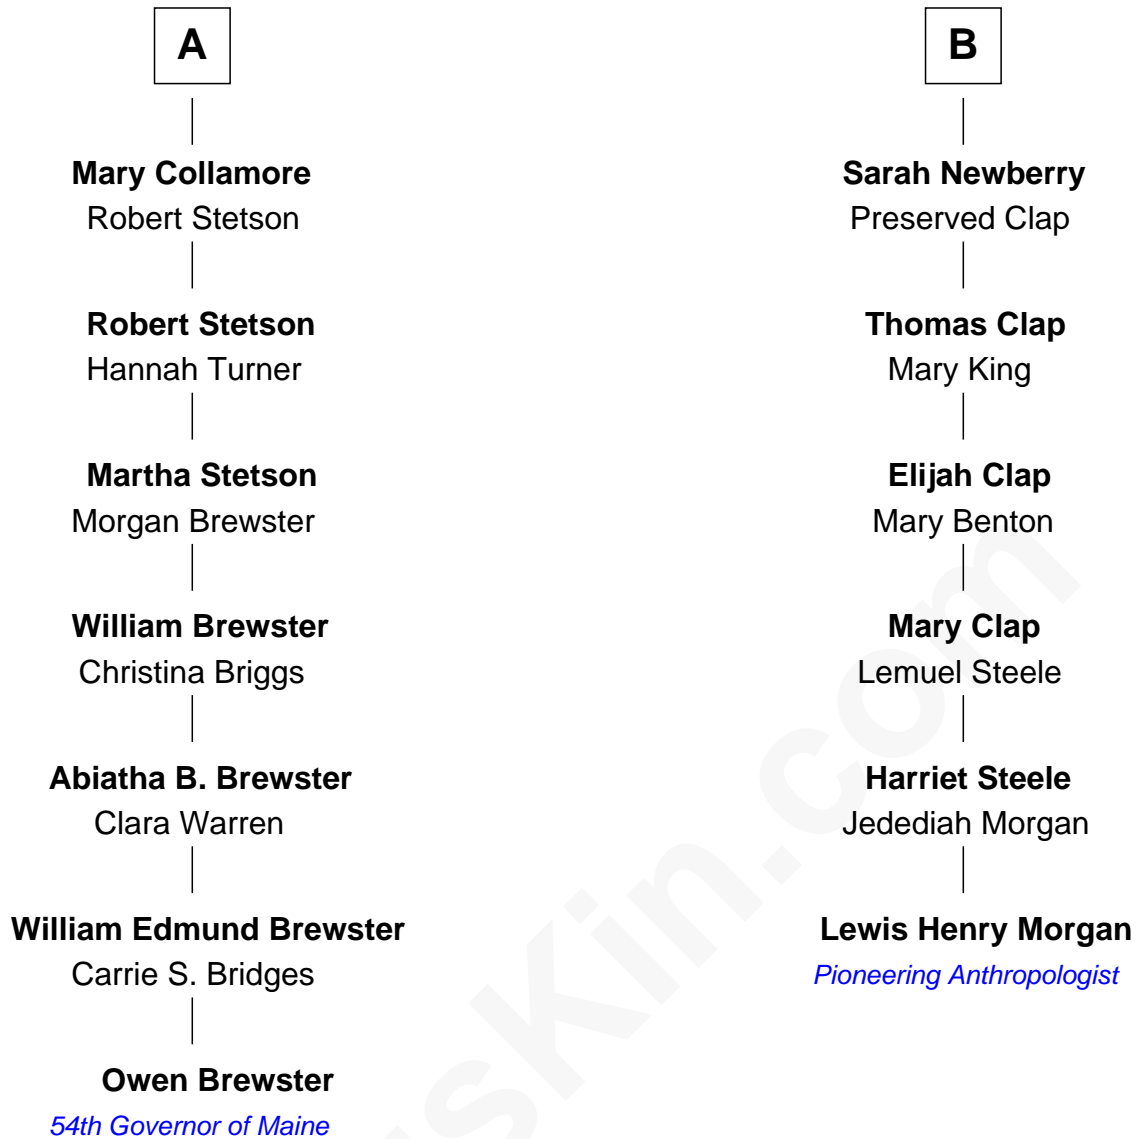 A
Mary Collamore
Robert Stetson
Robert Stetson
Hannah Turner
Martha Stetson
Morgan Brewster
William Brewster
Christina Briggs
Abiatha B. Brewster
Clara Warren
William Edmund Brewster
Carrie S. Bridges
Owen Brewster
54th Governor of Maine
B
Sarah Newberry
Preserved Clap
Thomas Clap
Mary King
Elijah Clap
Mary Benton
Mary Clap
Lemuel Steele
Harriet Steele
Jedediah Morgan
Lewis Henry Morgan
Pioneering Anthropologist